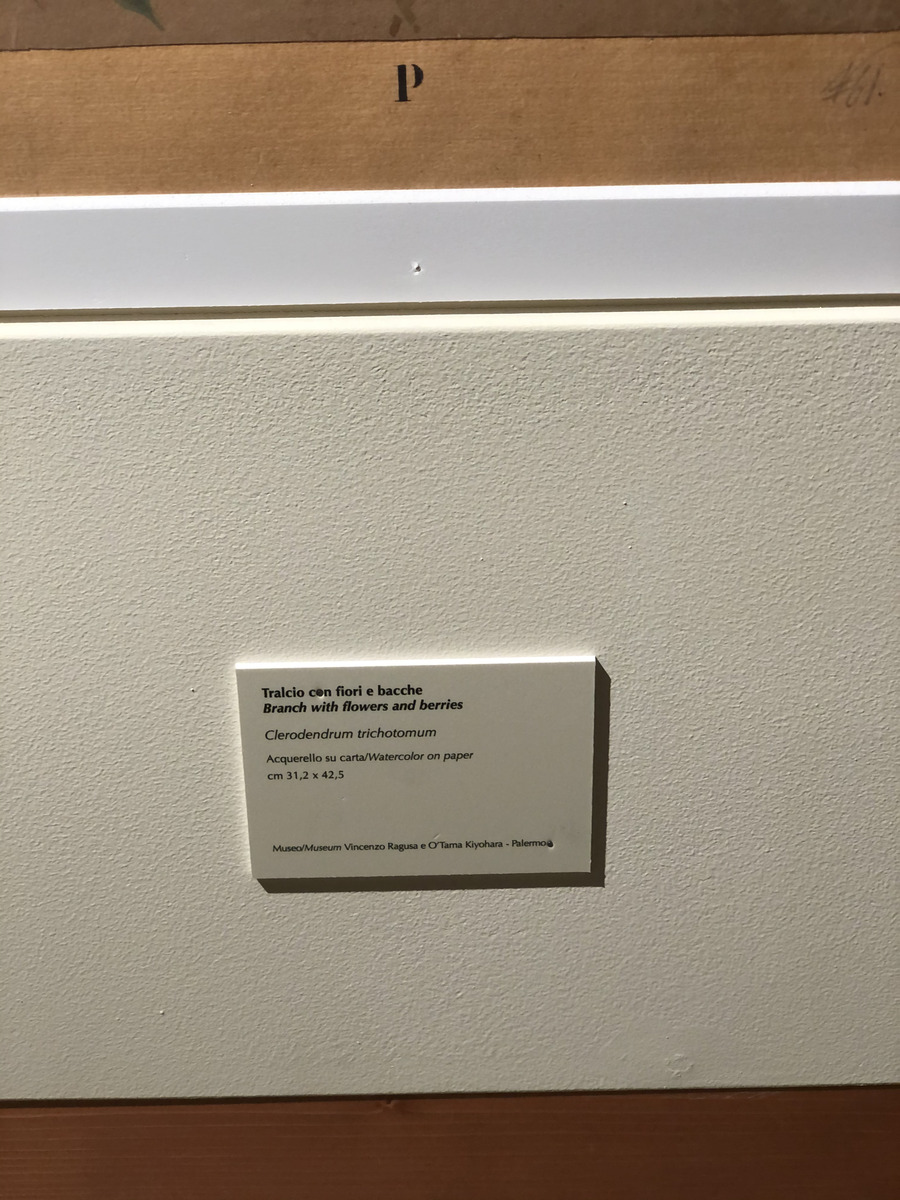 P
#61.
Tralcio con fiori e bacche
Branch with flowers and berries
Clerodendrum trichotomum
Acquerello su carta/Watercolor on paper
cm 31,2 x 42,5
Museo/Museum Vincenzo Ragusa e O'Tama Kiyohara - Palermo